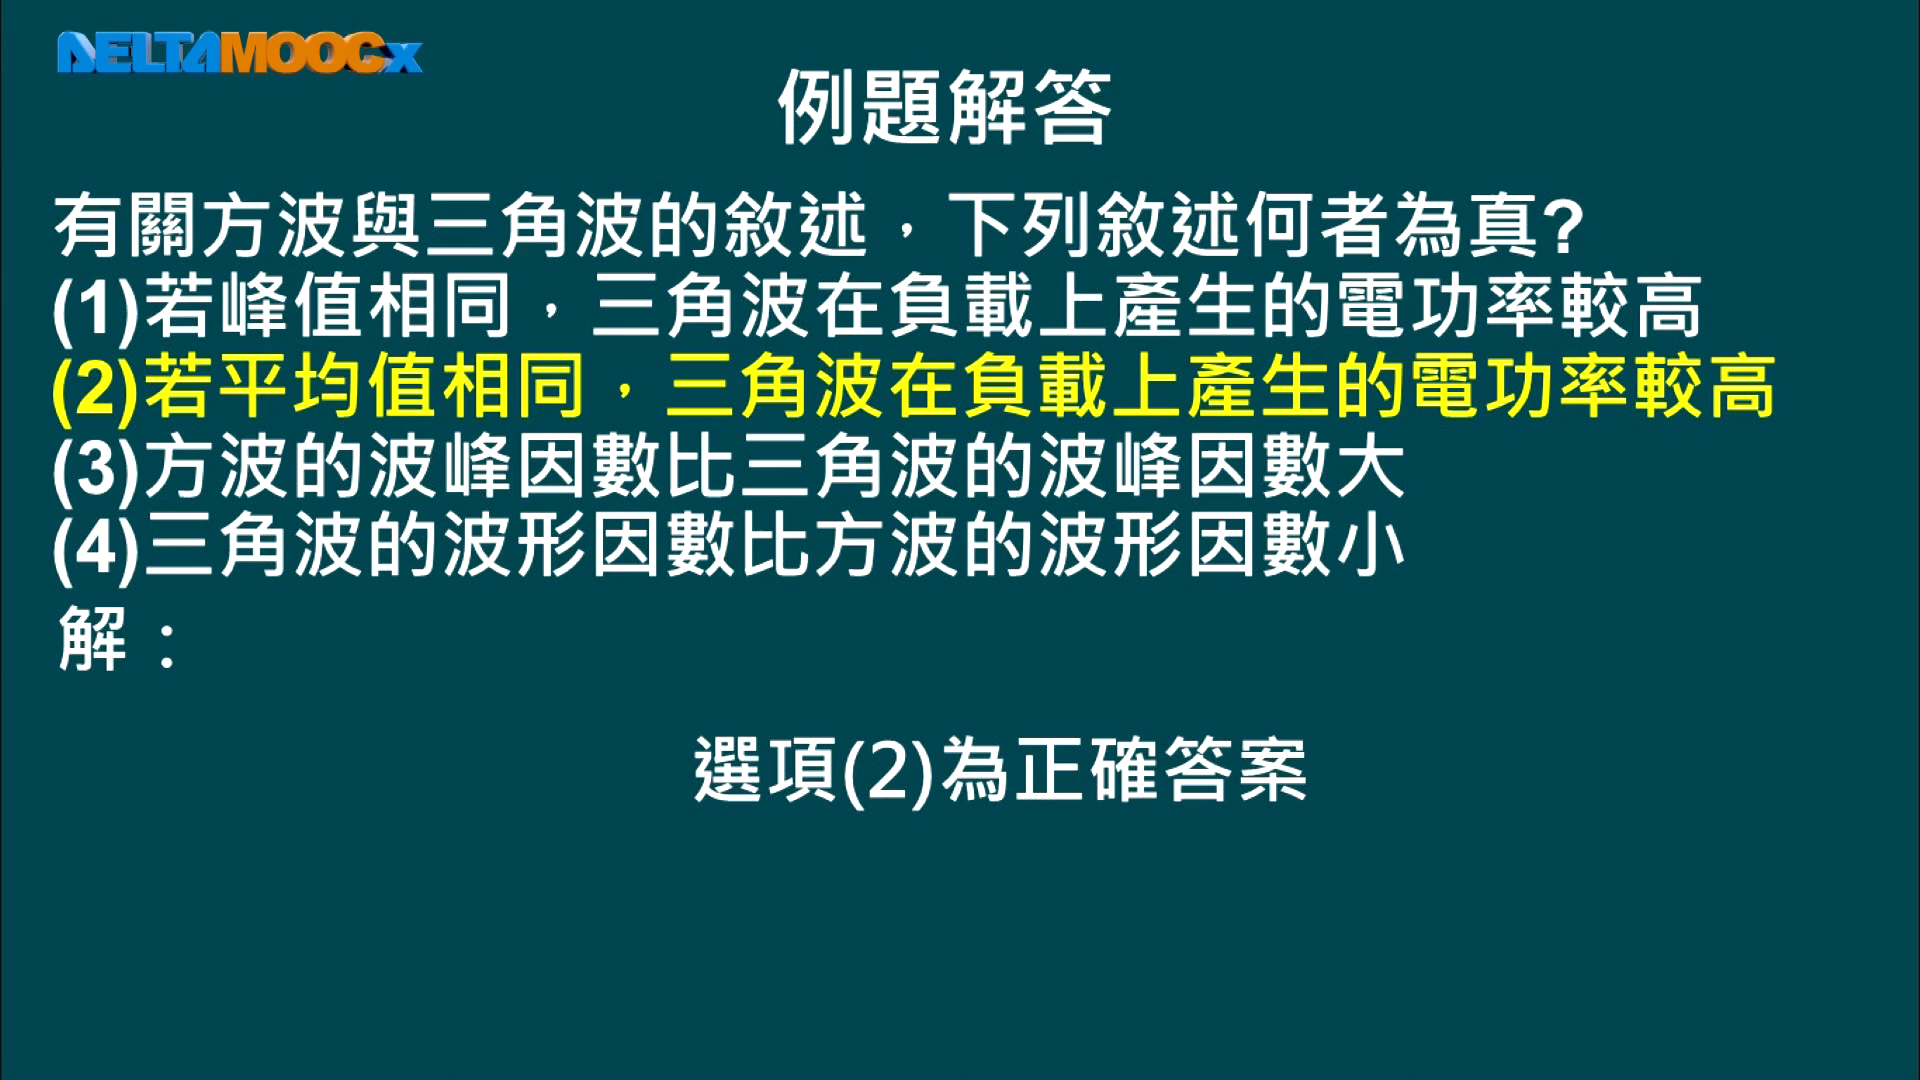 DELTAMOOCx
例題解答
有關方波與三角波的敘述，下列敘述何者為真?
(1)若峰值相同，三角波在負載上產生的電功率較高
(2)若平均值相同，三角波在負載上產生的電功率較高
(3)方波的波峰因數比三角波的波峰因數大
(4)三角波的波形因數比方波的波形因數小
解：
選項(2)為正確答案